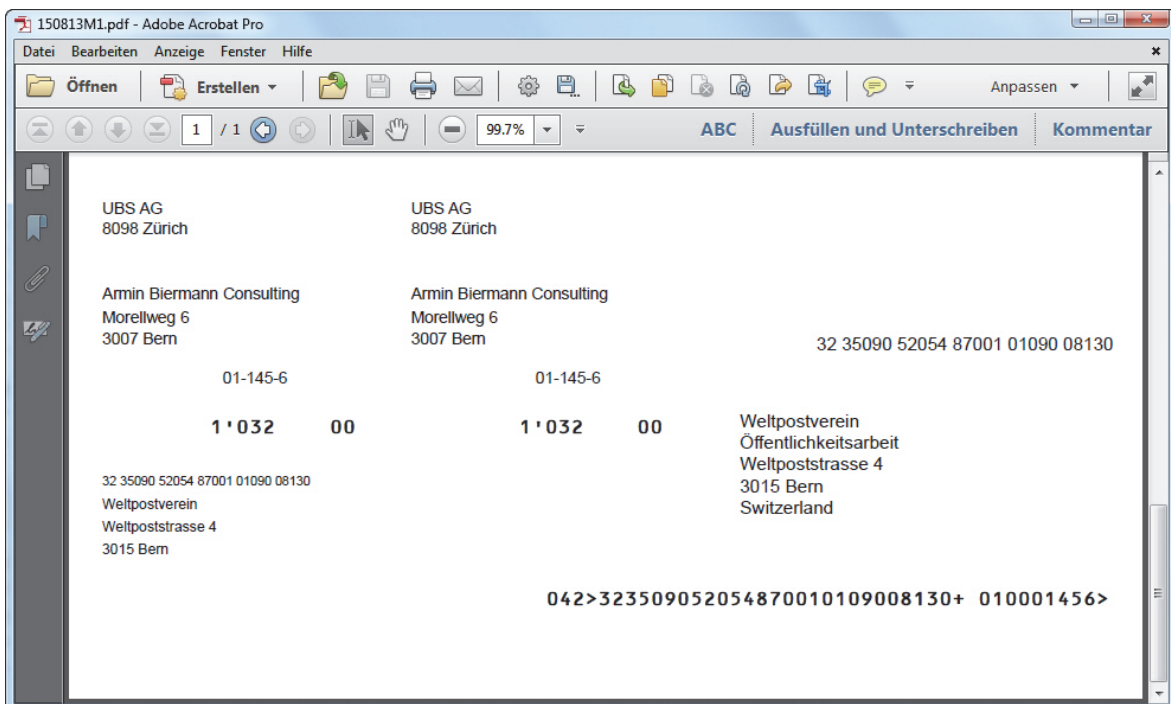 150813M1.pdf - Adobe Acrobat Pro
Datei Bearbeiten Anzeige Fenster Hilfe
Öffnen Erstellen Anpassen
1 / 1 99.7% ABC Ausfüllen und Unterschreiben Kommentar
UBS AG
8098 Zürich
Armin Biermann Consulting
Morellweg 6
3007 Bern
01-145-6
1'032 00
32 35090 52054 87001 01090 08130
Weltpostverein
Weltpoststrasse 4
3015 Bern
UBS AG
8098 Zürich
Armin Biermann Consulting
Morellweg 6
3007 Bern
01-145-6
1'032 00
32 35090 52054 87001 01090 08130
Weltpostverein
Öffentlichkeitsarbeit
Weltpoststrasse 4
3015 Bern
Switzerland
042>323509052054870010109008130+ 010001456>